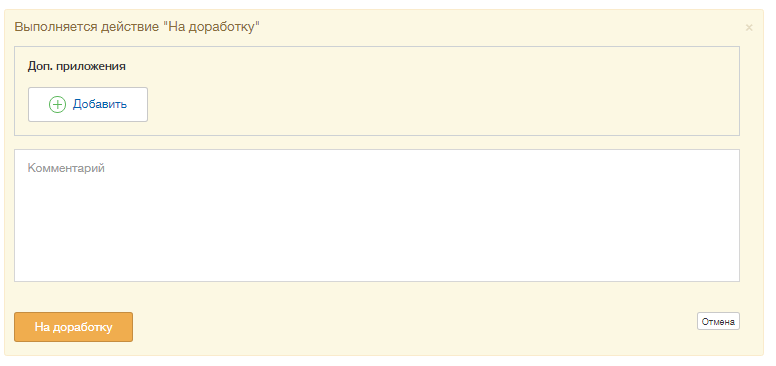 Выполняется действие "На доработку"
×
Доп. приложения
Добавить
Комментарий
На доработку
Отмена